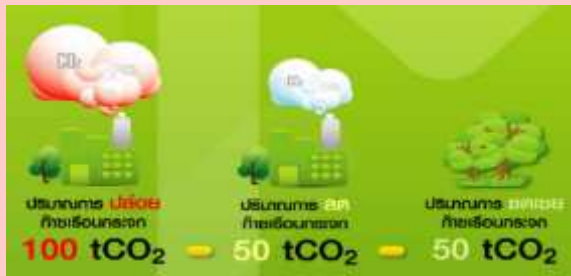 CO₂
CO₂
ปริมาณการ ปล่อย
ก๊าซเรือนกระจก
100 tCO₂
ปริมาณการ ลด
ก๊าซเรือนกระจก
50 tCO₂
ปริมาณการ ชดเชย
ก๊าซเรือนกระจก
50 tCO₂